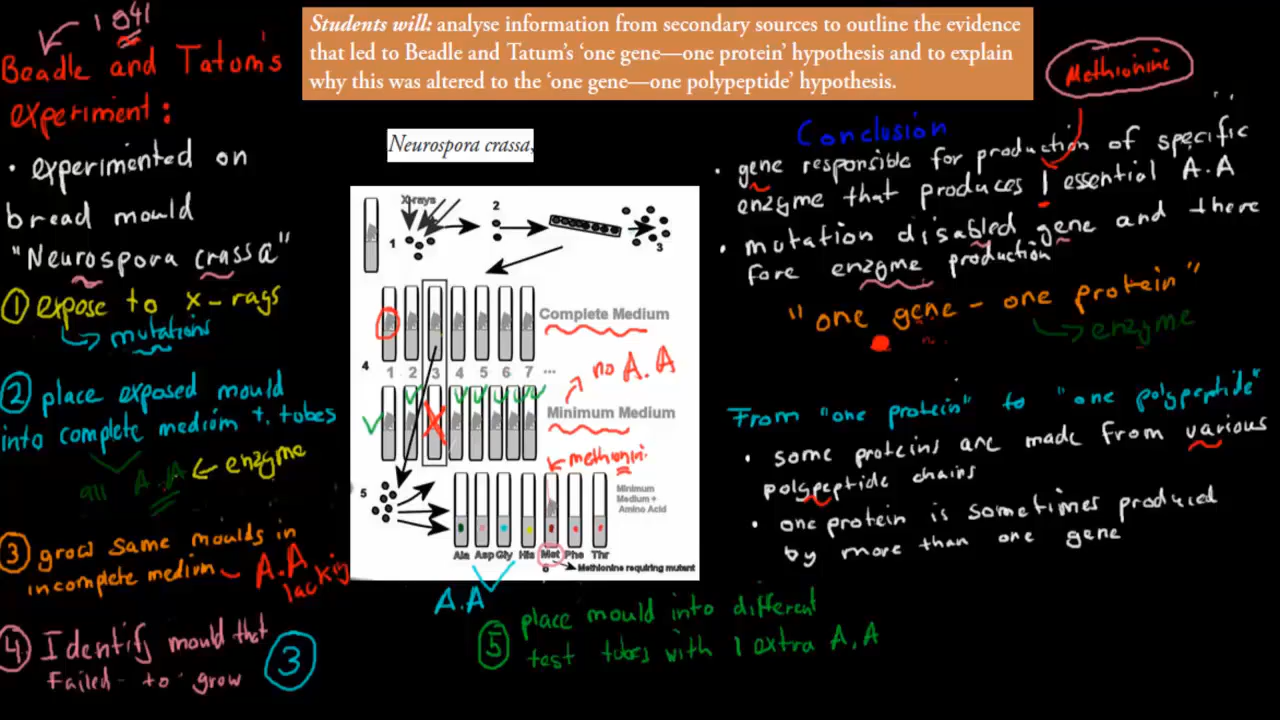 1941
Beadle and Tatum's
experiment:
• experimented on
bread mould
"Neurospora crassa"
① expose to x-rays
mutations
② place exposed mould
into complete medium t. tubes
all A.A ← enzyme
③ grow same moulds in
incomplete medium
A.A
lacking
④ Identify mould that
Failed to grow
③
Students will: analyse information from secondary sources to outline the evidence
that led to Beadle and Tatum's 'one gene—one protein' hypothesis and to explain
why this was altered to the 'one gene—one polypeptide' hypothesis.
Neurospora crassa,
X-rays
1
2
3
Complete Medium
4
1 2 3 4 5 6 7 ...
no A.A
Minimum Medium
methionin.
5
Minimum
Medium +
Amino Acid
Ala Asp Gly His Met Phe Thr
6
Methionine requiring mutant
A.A
⑤ place mould into different
test tubes with 1 extra A.A
Methionine
Conclusion
• gene responsible for production of specific
enzyme that produces 1 essential A.A
• mutation disabled gene and there
fore enzyme production
"one gene - one protein"
enzyme
From "one protein" to "one polypeptide"
• some proteins are made from various
polypeptide chains
• one protein is sometimes produced
by more than one gene